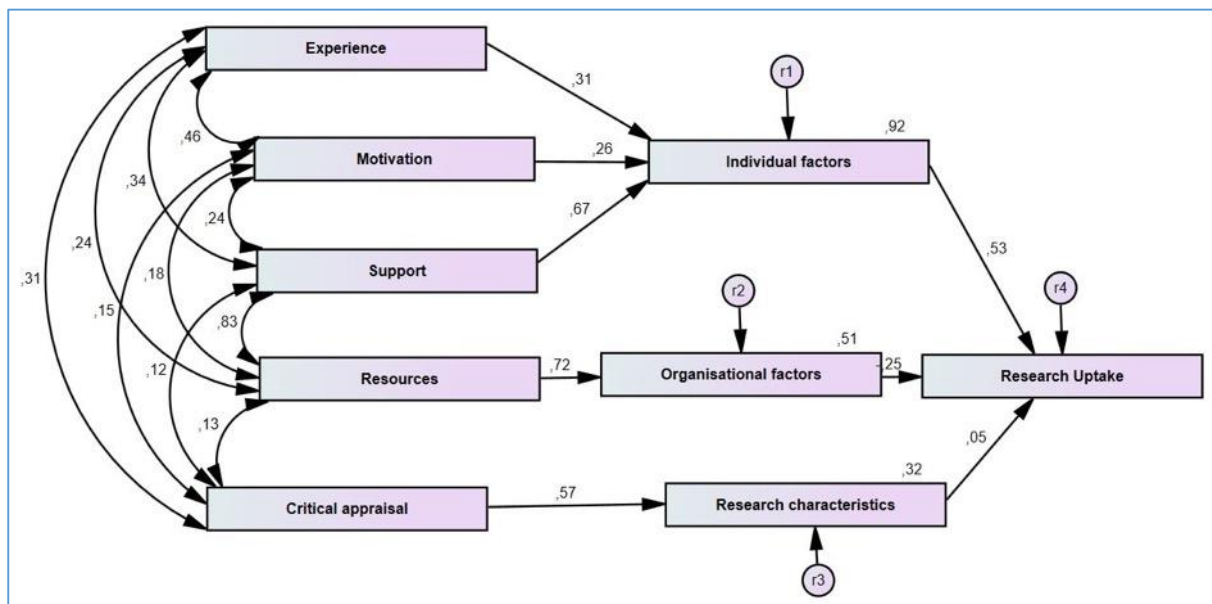 Experience
,31
r1
,46
,92
Motivation
,26
Individual factors
,34
,67
,24
,53
,24
Support
,31
,18
r2
r4
,15
,83
,51
Resources
,72
Organisational factors
-,25
Research Uptake
,12
,13
,05
,32
Critical appraisal
,57
Research characteristics
r3